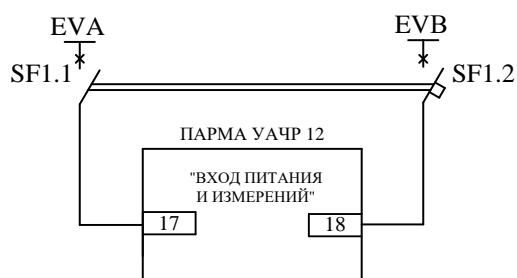 EVA
EVB
SF1.1
SF1.2
ПАРМА УАЧР 12
"ВХОД ПИТАНИЯ
И ИЗМЕРЕНИЙ"
17
18